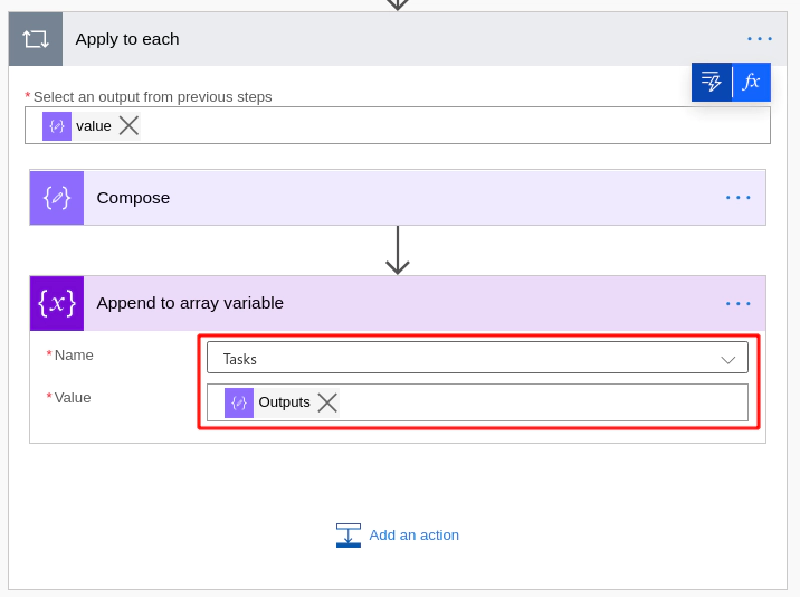 Apply to each
* Select an output from previous steps
fx
value
Compose
{x} Append to array variable
* Name
Tasks
* Value
Outputs
Add an action